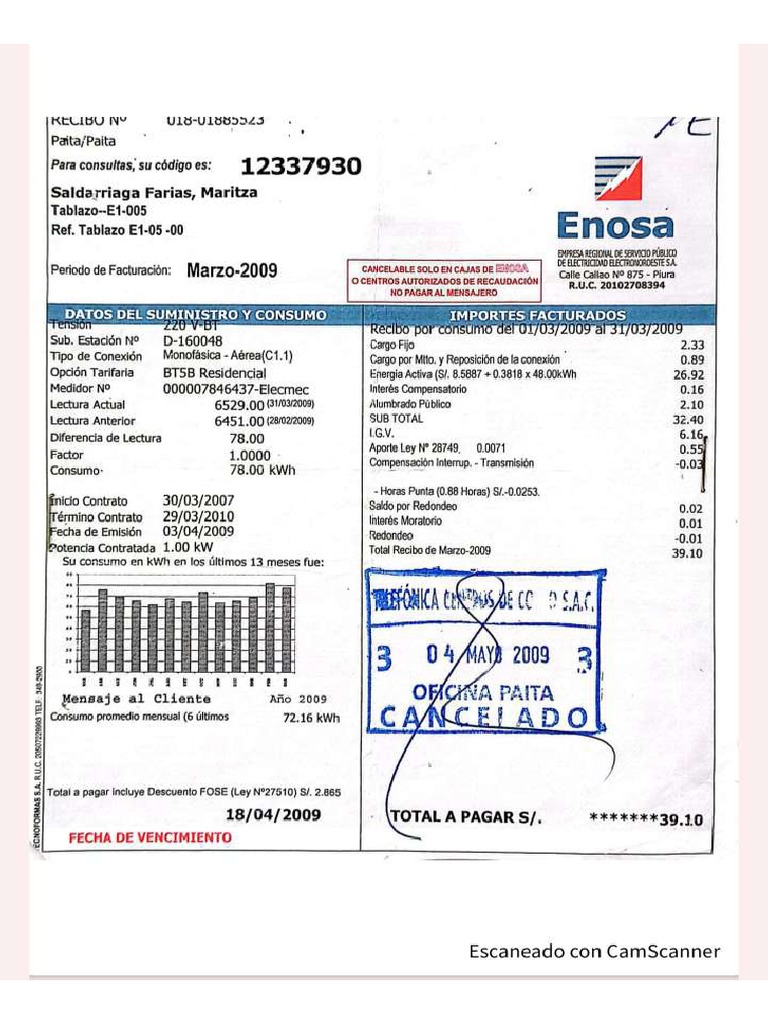 RECIBO Nº 018-01885523
Paita/Paita
Para consultas, su código es: 12337930
Saldarriaga Farias, Maritza
Tablazo--E1-005
Ref. Tablazo E1-05 -00
Periodo de Facturación: Marzo-2009
CANCELABLE SOLO EN CAJAS DE ENOSA
O CENTROS AUTORIZADOS DE RECAUDACIÓN
NO PAGAR AL MENSAJERO
Enosa
EMPRESA REGIONAL DE SERVICIO PÚBLICO
DE ELECTRICIDAD ELECTRONOROESTE S.A.
Calle Callao Nº 875 - Piura
R.U.C. 20102708394
DATOS DEL SUMINISTRO Y CONSUMO
Tensión 220 V-BT
Sub. Estación Nº D-160048
Tipo de Conexión Monofásica - Aérea(C1.1)
Opción Tarifaria BT5B Residencial
Medidor Nº 000007846437-Elecmec
Lectura Actual 6529.00 (31/03/2009)
Lectura Anterior 6451.00 (28/02/2009)
Diferencia de Lectura 78.00
Factor 1.0000
Consumo 78.00 kWh
Inicio Contrato 30/03/2007
Término Contrato 29/03/2010
Fecha de Emisión 03/04/2009
Potencia Contratada 1.00 kW
Su consumo en kWh en los últimos 13 meses fue:
Mensaje al Cliente Año 2009
Consumo promedio mensual (6 últimos 72.16 kWh
Total a pagar incluye Descuento FOSE (Ley Nº27510) S/. 2.865
18/04/2009
FECHA DE VENCIMIENTO
IMPORTES FACTURADOS
Recibo por consumo del 01/03/2009 al 31/03/2009
Cargo Fijo 2.33
Cargo por Mtto. y Reposición de la conexión 0.89
Energia Activa (S/. 8.5887 + 0.3818 x 48.00kWh 26.92
Interés Compensatorio 0.16
Alumbrado Público 2.10
SUB TOTAL 32.40
I.G.V. 6.16
Aporte Ley Nº 28749, 0.0071 0.55
Compensación Interrup. - Transmisión -0.03
- Horas Punta (0.88 Horas) S/.-0.0253.
Saldo por Redondeo 0.02
Interés Moratorio 0.01
Redondeo -0.01
Total Recibo de Marzo-2009 39.10
TELEFÓNICA CENTROS DE CO O S.A.C.
3 04 MAYO 2009 3
OFICINA PAITA
CANCELADO
TOTAL A PAGAR S/. *******39.10
Escaneado con CamScanner